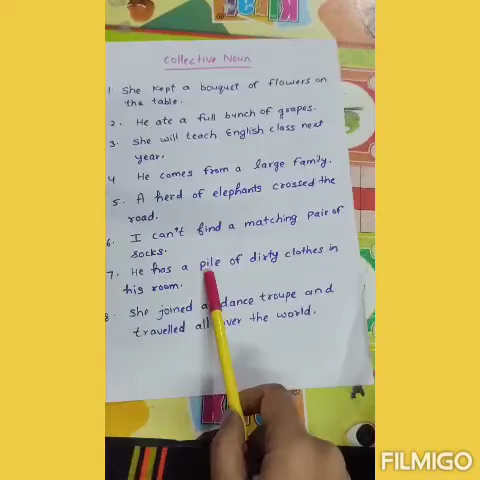 Collective Noun
1 She kept a bouquet of flowers on
the table.
2. He ate a full bunch of grapes.
3. She will teach English class next
year.
4 He comes from a large family.
5. A herd of elephants crossed the
road.
6. I can't find a matching pair of
socks.
7. He has a pile of dirty clothes in
his room.
8. She joined a dance troupe and
travelled all over the world.
FILMIGO